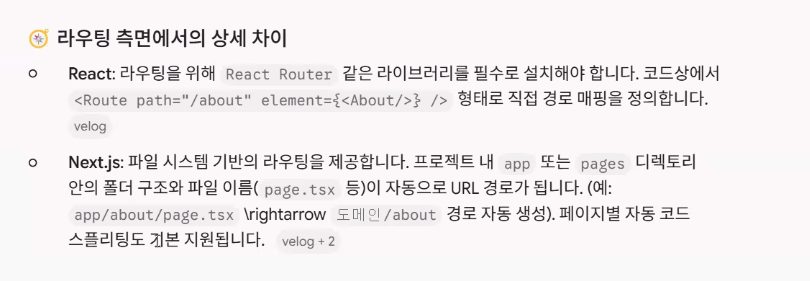 🧭 라우팅 측면에서의 상세 차이
React: 라우팅을 위해 React Router 같은 라이브러리를 필수로 설치해야 합니다. 코드상에서
<Route path="/about" element={<About/>} /> 형태로 직접 경로 매핑을 정의합니다.
velog
Next.js: 파일 시스템 기반의 라우팅을 제공합니다. 프로젝트 내 app 또는 pages 디렉토리
안의 폴더 구조와 파일 이름( page.tsx 등)이 자동으로 URL 경로가 됩니다. (예:
app/about/page.tsx \rightarrow 도메인/about 경로 자동 생성). 페이지별 자동 코드
스플리팅도 기본 지원됩니다. velog + 2